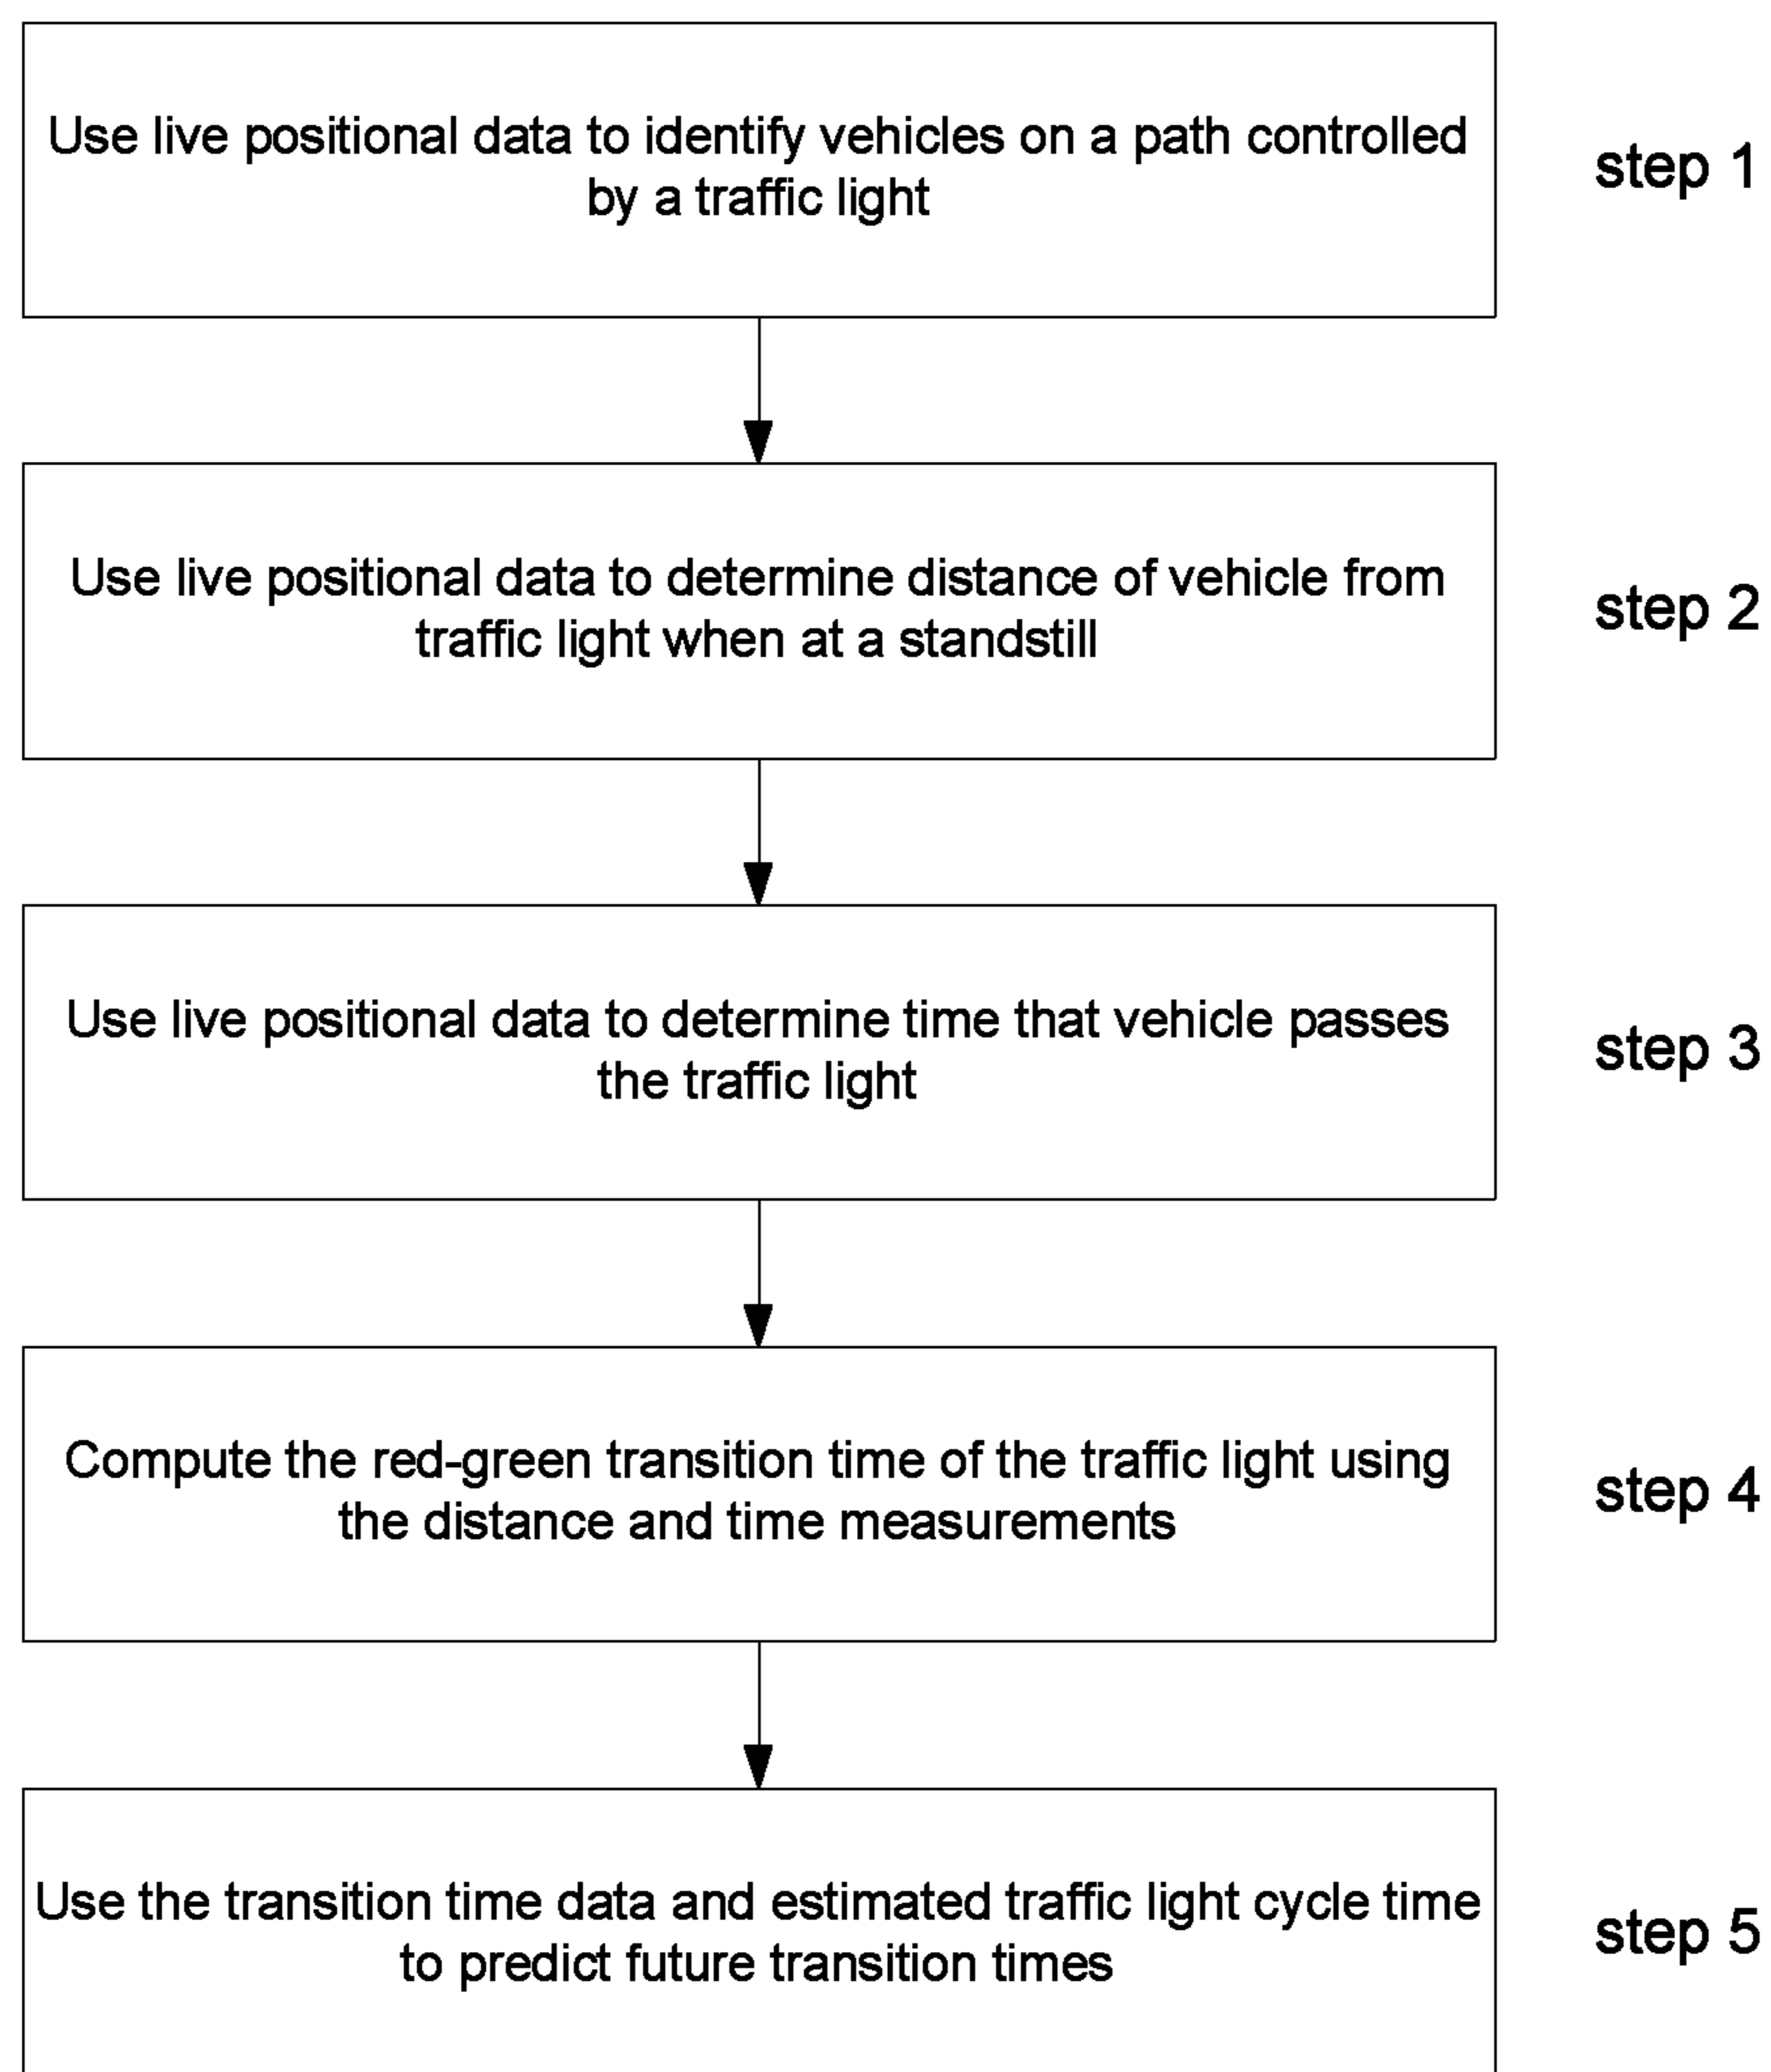 Use live positional data to identify vehicles on a path controlled
by a traffic light
step 1
Use live positional data to determine distance of vehicle from
traffic light when at a standstill
step 2
Use live positional data to determine time that vehicle passes
the traffic light
step 3
Compute the red-green transition time of the traffic light using
the distance and time measurements
step 4
Use the transition time data and estimated traffic light cycle time
to predict future transition times
step 5